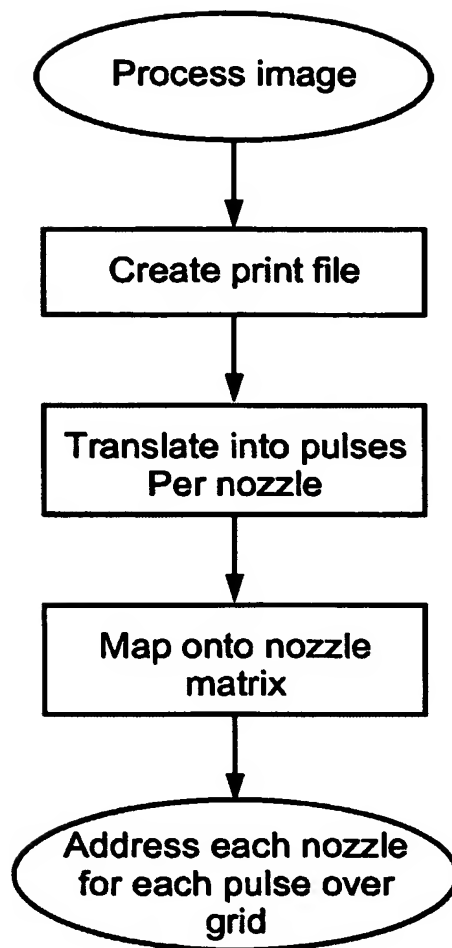 Process image
Create print file
Translate into pulses
Per nozzle
Map onto nozzle
matrix
Address each nozzle
for each pulse over
grid